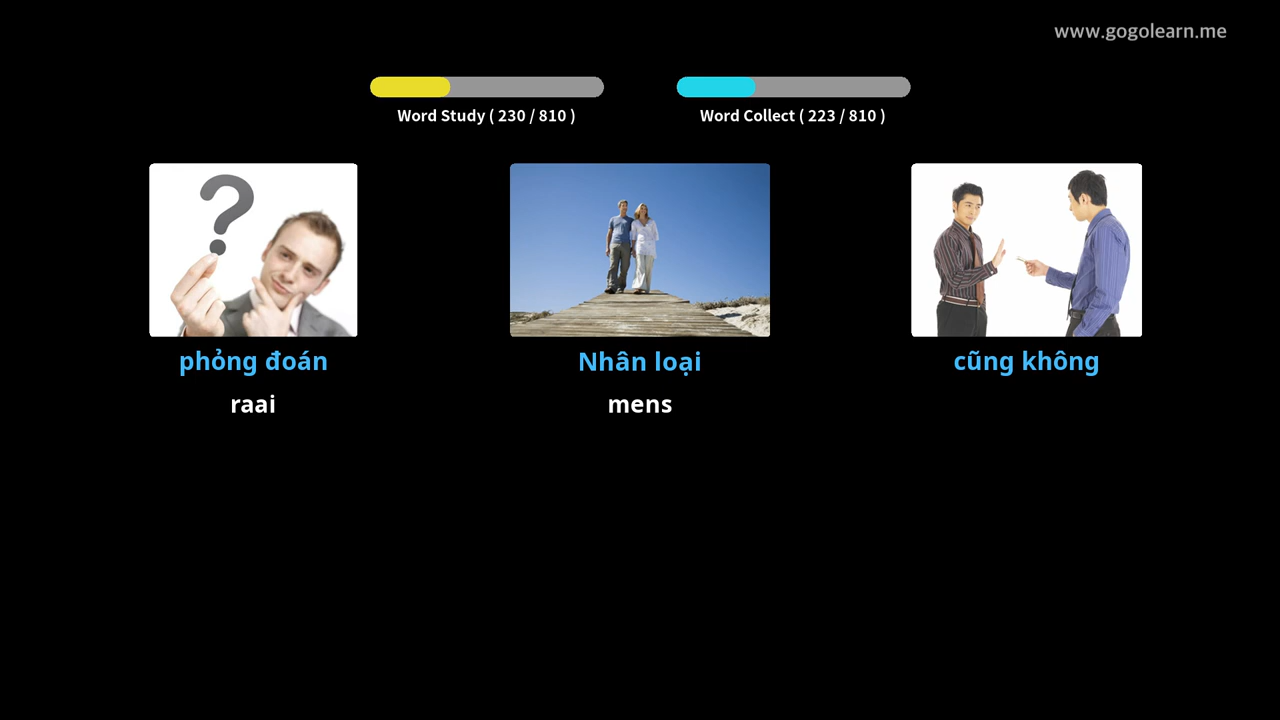 www.gogolearn.me
Word Study ( 230 / 810 )
Word Collect ( 223 / 810 )
phỏng đoán
Nhân loại
cũng không
raai
mens